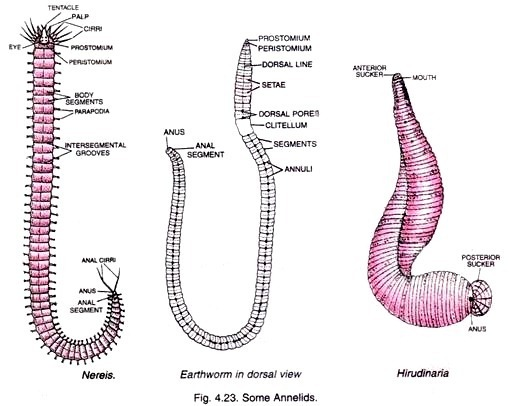 TENTACLE
PALP
CIRRI
EYE
PROSTOMIUM
PERISTOMIUM
BODY
SEGMENTS
PARAPODIA
INTERSEGMENTAL
GROOVES
ANAL CIRRI
ANUS
ANAL
SEGMENT
Nereis.
PROSTOMIUM
PERISTOMIUM
DORSAL LINE
SETAE
DORSAL PORES
CLITELLUM
SEGMENTS
ANNULI
ANUS
ANAL
SEGMENT
Earthworm in dorsal view
ANTERIOR
SUCKER
MOUTH
POSTERIOR
SUCKER
ANUS
Hirudinaria
Fig. 4.23. Some Annelids.